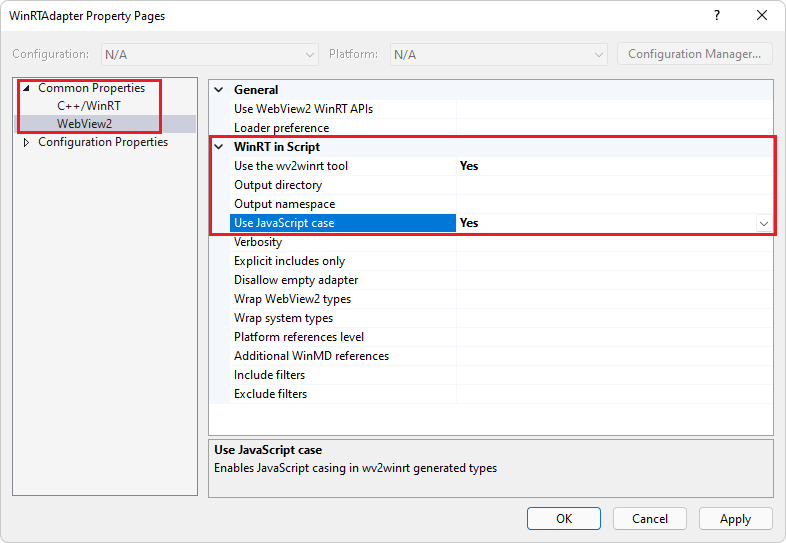 WinRTAdapter Property Pages
? 
Configuration: N/A Platform: N/A Configuration Manager...
Common Properties
C++/WinRT
WebView2
Configuration Properties
General
Use WebView2 WinRT APIs
Loader preference
WinRT in Script
Use the wv2winrt tool Yes
Output directory
Output namespace
Use JavaScript case Yes
Verbosity
Explicit includes only
Disallow empty adapter
Wrap WebView2 types
Wrap system types
Platform references level
Additional WinMD references
Include filters
Exclude filters
Use JavaScript case
Enables JavaScript casing in wv2winrt generated types
OK Cancel Apply